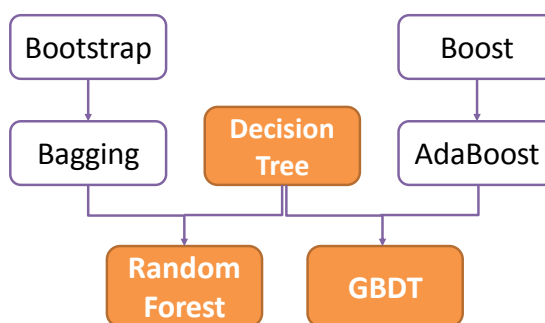 Bootstrap
Boost
Bagging
Decision
Tree
AdaBoost
Random
Forest
GBDT